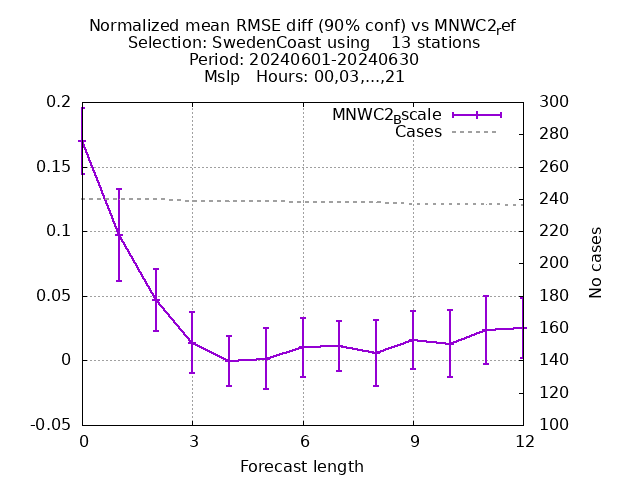 Normalized mean RMSE diff (90% conf) vs MNWC2_ref
Selection: SwedenCoast using 13 stations
Period: 20240601-20240630
Mslp Hours: 00,03,...,21
MNWC2_Bscale
Cases
0.2
0.15
0.1
0.05
0
-0.05
300
280
260
240
220
200
180
160
140
120
100
No cases
0
3
6
9
12
Forecast length